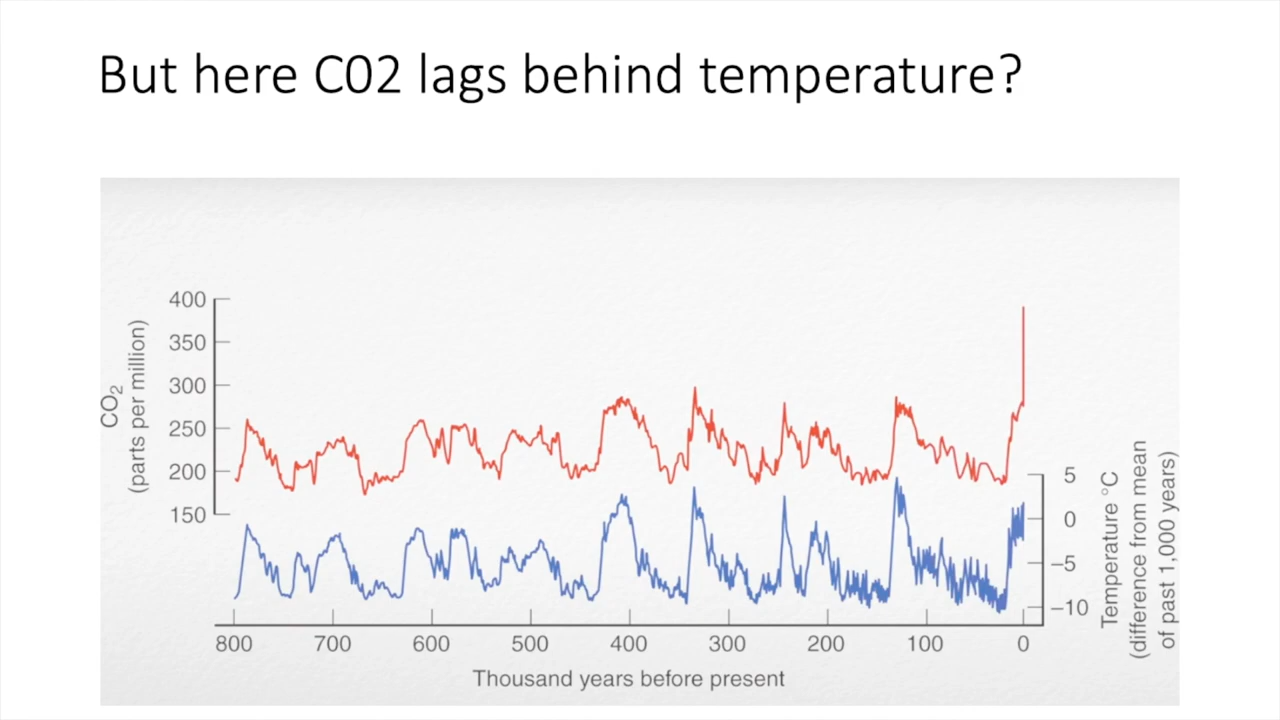 But here C02 lags behind temperature?
CO₂
(parts per million)
400
350
300
250
200
150
5
0
−5
−10
Temperature °C
(difference from mean
of past 1,000 years)
800 700 600 500 400 300 200 100 0
Thousand years before present